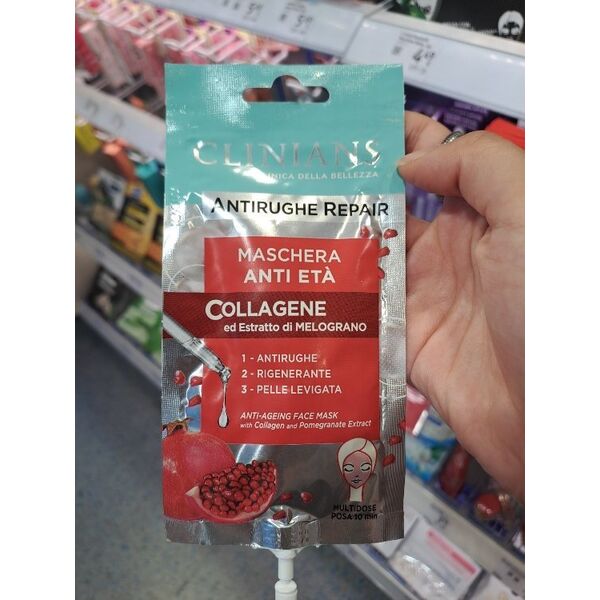 CLINIANS
CLINICA DELLA BELLEZZA
ANTIRUGHE REPAIR
MASCHERA
ANTI ETÀ
COLLAGENE
ed Estratto di MELOGRANO
1 - ANTIRUGHE
2 - RIGENERANTE
3 - PELLE LEVIGATA
ANTI-AGEING FACE MASK
with Collagen and Pomegranate Extract
MULTIDOSE
POSA 10 min